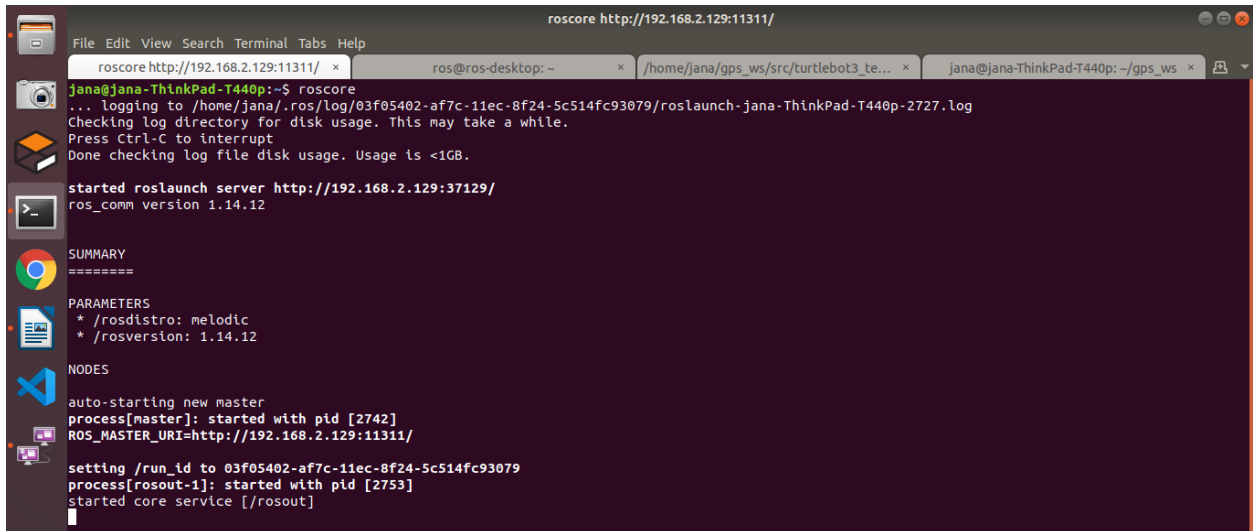 roscore http://192.168.2.129:11311/
File Edit View Search Terminal Tabs Help
roscore http://192.168.2.129:11311/ × ros@ros-desktop: ~ × /home/jana/gps_ws/src/turtlebot3_te... × jana@jana-ThinkPad-T440p: ~/gps_ws ×
jana@jana-ThinkPad-T440p:~$ roscore
... logging to /home/jana/.ros/log/03f05402-af7c-11ec-8f24-5c514fc93079/roslaunch-jana-ThinkPad-T440p-2727.log
Checking log directory for disk usage. This may take a while.
Press Ctrl-C to interrupt
Done checking log file disk usage. Usage is <1GB.
started roslaunch server http://192.168.2.129:37129/
ros_comm version 1.14.12
SUMMARY
========
PARAMETERS
* /rosdistro: melodic
* /rosversion: 1.14.12
NODES
auto-starting new master
process[master]: started with pid [2742]
ROS_MASTER_URI=http://192.168.2.129:11311/
setting /run_id to 03f05402-af7c-11ec-8f24-5c514fc93079
process[rosout-1]: started with pid [2753]
started core service [/rosout]